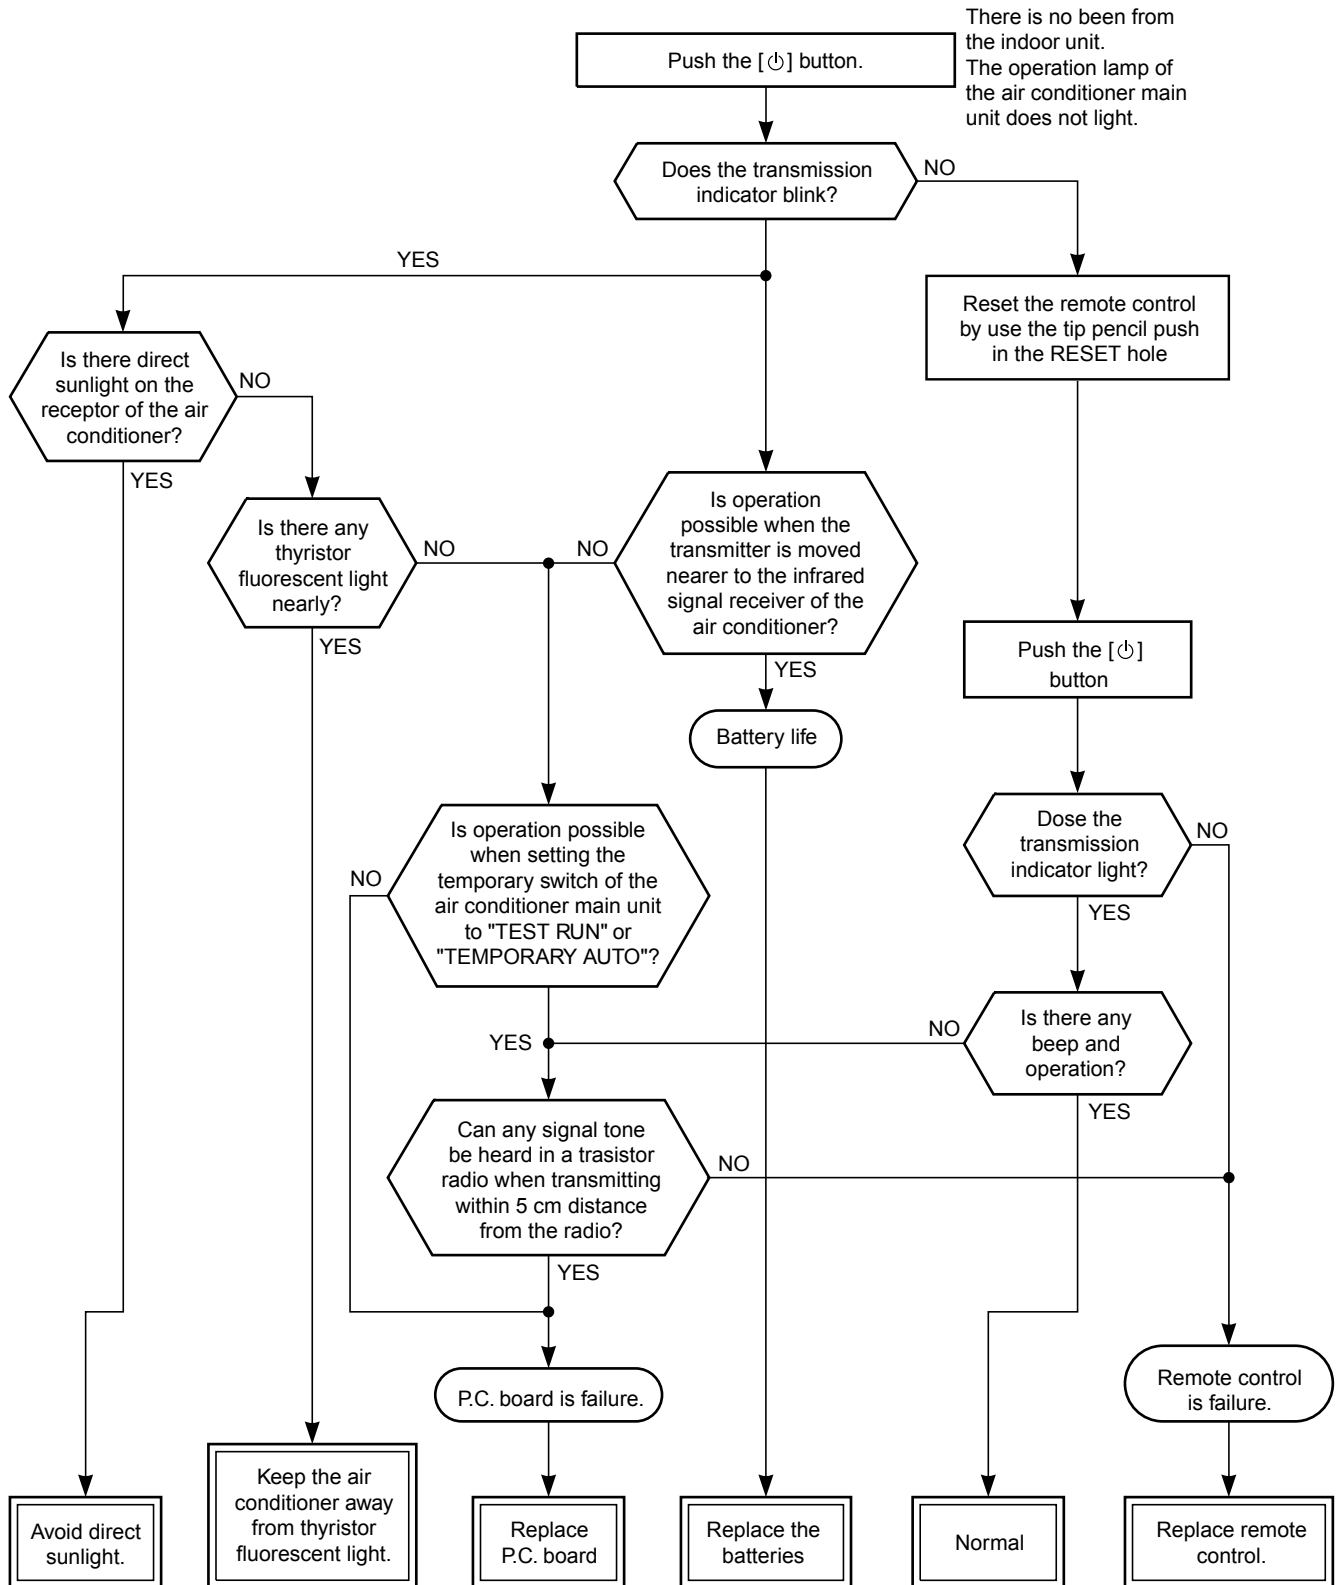 There is no been from
the indoor unit.
The operation lamp of
the air conditioner main
unit does not light.
Push the [⏻] button.
Does the transmission
indicator blink?
NO
YES
Reset the remote control
by use the tip pencil push
in the RESET hole
Is there direct
sunlight on the
receptor of the air
conditioner?
NO
YES
Is there any
thyristor
fluorescent light
nearly?
NO
YES
Is operation
possible when the
transmitter is moved
nearer to the infrared
signal receiver of the
air conditioner?
NO
YES
Push the [⏻]
button
Battery life
Is operation possible
when setting the
temporary switch of the
air conditioner main unit
to "TEST RUN" or
"TEMPORARY AUTO"?
NO
YES
Dose the
transmission
indicator light?
NO
YES
Is there any
beep and
operation?
NO
YES
Can any signal tone
be heard in a trasistor
radio when transmitting
within 5 cm distance
from the radio?
NO
YES
P.C. board is failure.
Remote control
is failure.
Avoid direct
sunlight.
Keep the air
conditioner away
from thyristor
fluorescent light.
Replace
P.C. board
Replace the
batteries
Normal
Replace remote
control.